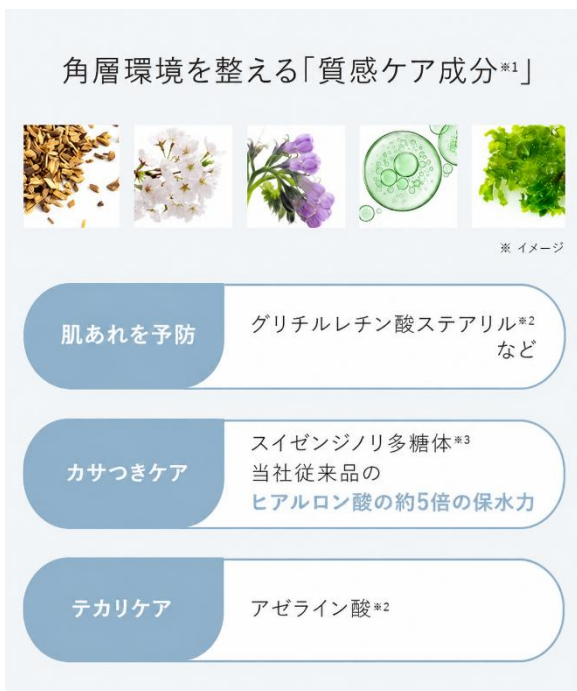 角層環境を整える「質感ケア成分※1」
※ イメージ
肌あれを予防
グリチルレチン酸ステアリル※2
など
カサつきケア
スイゼンジノリ多糖体※3
当社従来品の
ヒアルロン酸の約5倍の保水力
テカリケア
アゼライン酸※2